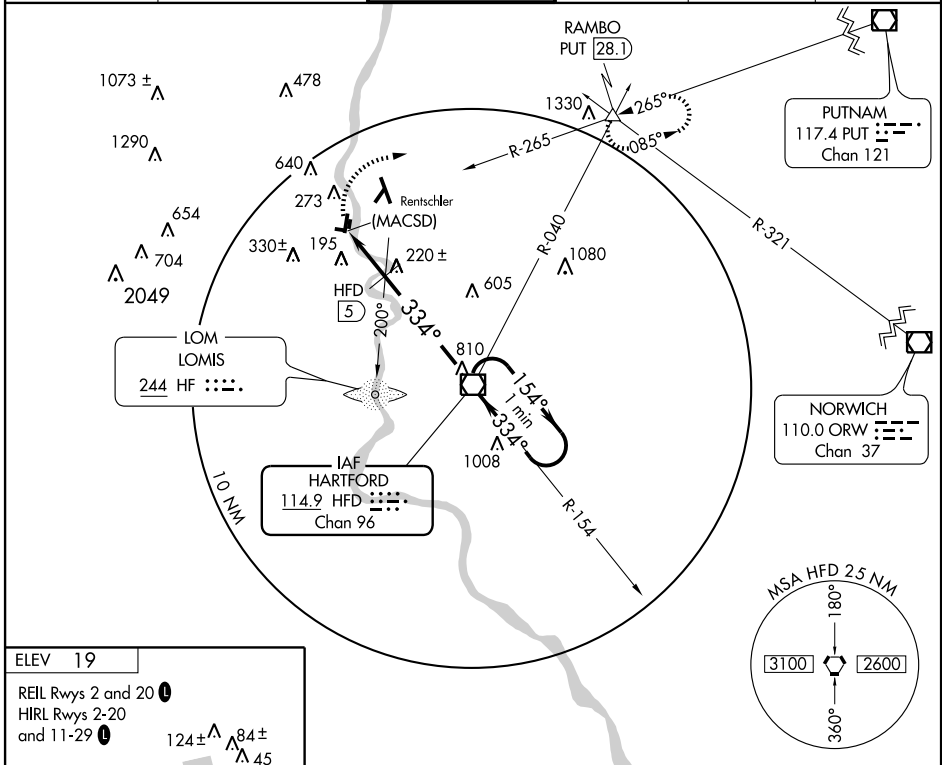 RAMBO
PUT 28.1
1073 ±
478
1330
265°
085°
PUTNAM
117.4 PUT
Chan 121
1290
R-265
640
273
Rentschler
(MACSD)
654
R-040
R-321
704
330±
195
220 ±
1080
2049
HFD
5
605
200°
334°
LOM
LOMIS
244 HF
810
154°
1 min
334°
NORWICH
110.0 ORW
Chan 37
1008
IAF
HARTFORD
114.9 HFD
Chan 96
10 NM
R-154
MSA HFD 25 NM
180°
3100
2600
360°
ELEV 19
REIL Rwys 2 and 20 L
HIRL Rwys 2-20
and 11-29 L
124±
84±
45